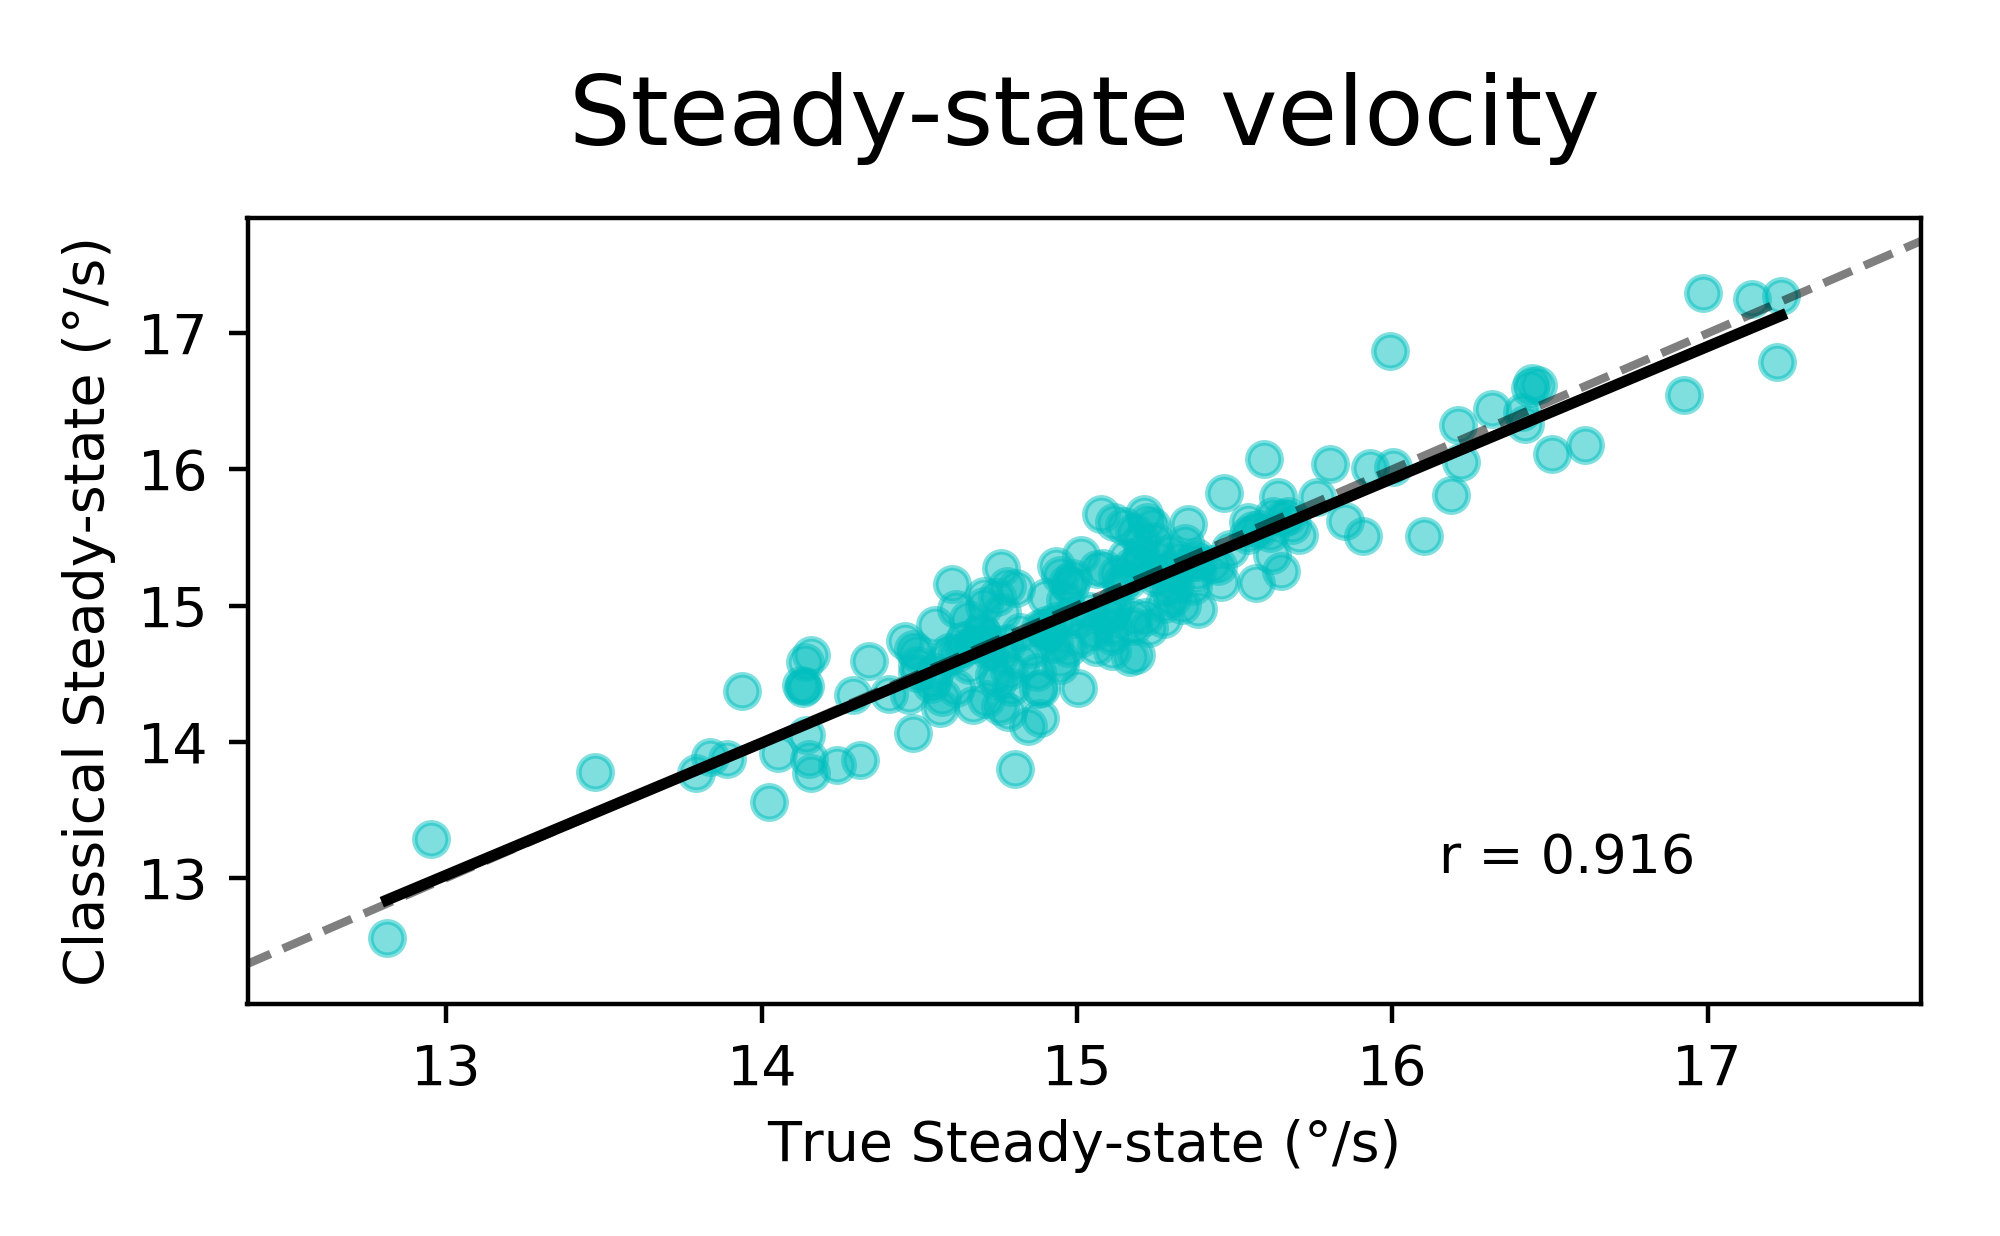 Steady-state velocity
Classical Steady-state (°/s)
17
16
15
14
13
r = 0.916
13 14 15 16 17
True Steady-state (°/s)